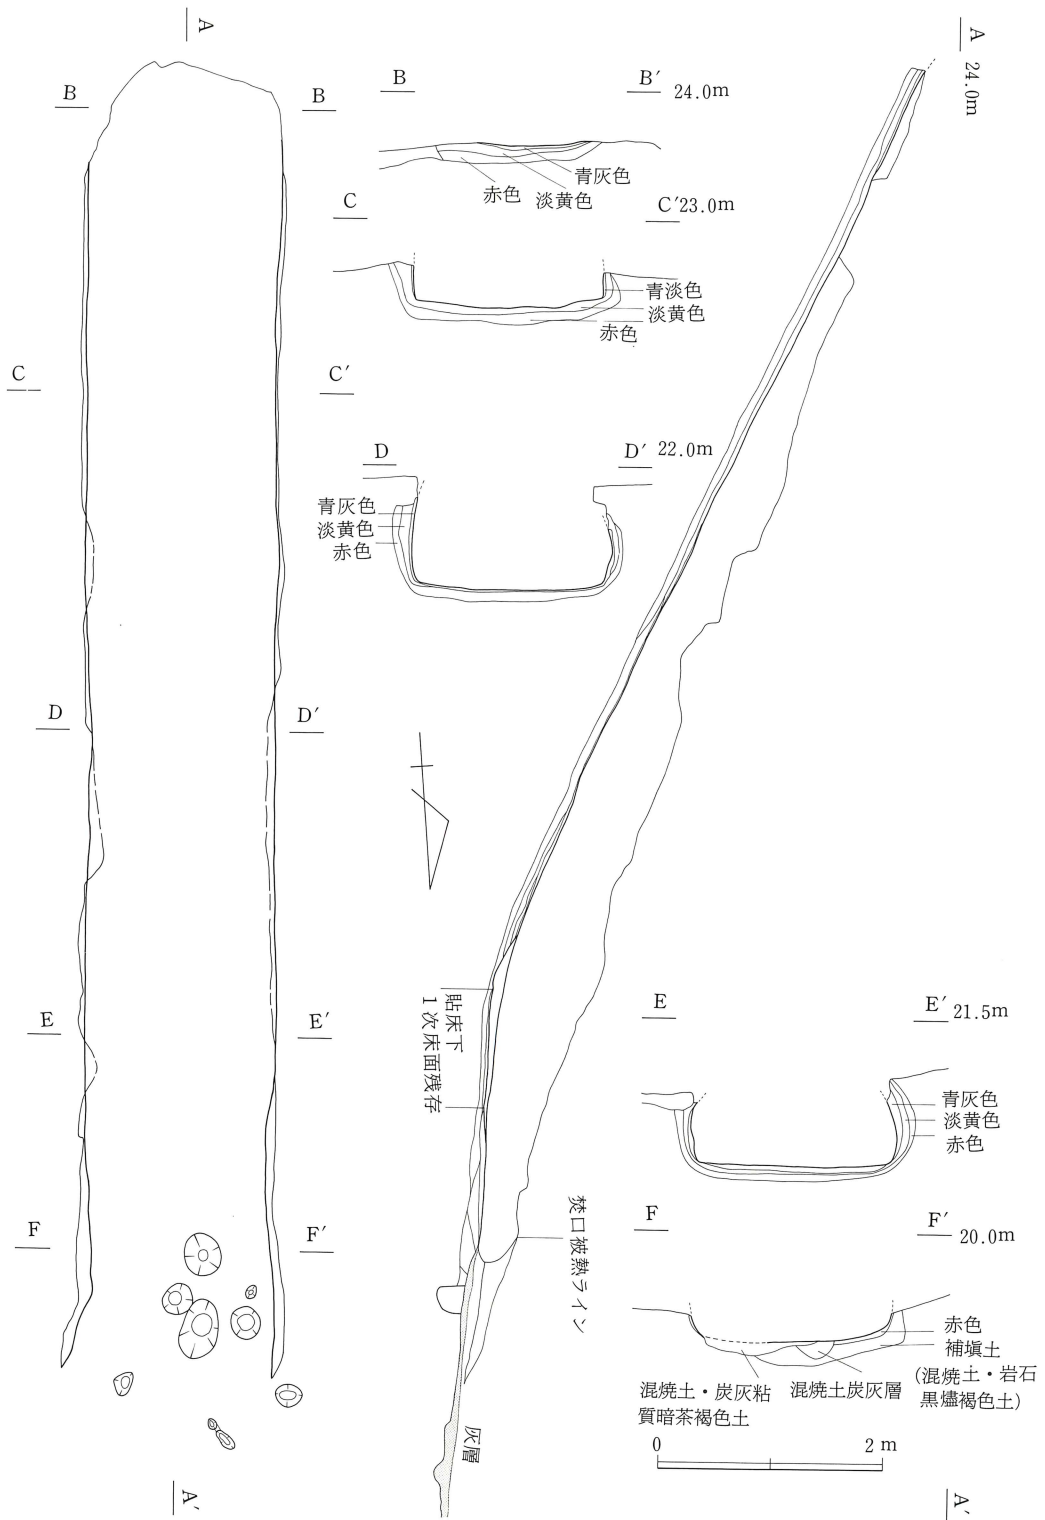 A
B
B
C
C′
D
D′
E
E′
F
F′
A′
B
B′ 24.0m
青灰色
淡黄色
赤色
C
C′23.0m
青淡色
淡黄色
赤色
D
D′ 22.0m
青灰色
淡黄色
赤色
A
24.0m
貼床下
1次床面残存
焚口被熱ライン
灰層
E
E′ 21.5m
青灰色
淡黄色
赤色
F
F′ 20.0m
赤色
補塡土
(混焼土・岩石
黒燼褐色土)
混焼土炭灰層
混焼土・炭灰粘
質暗茶褐色土
0 2 m
A′